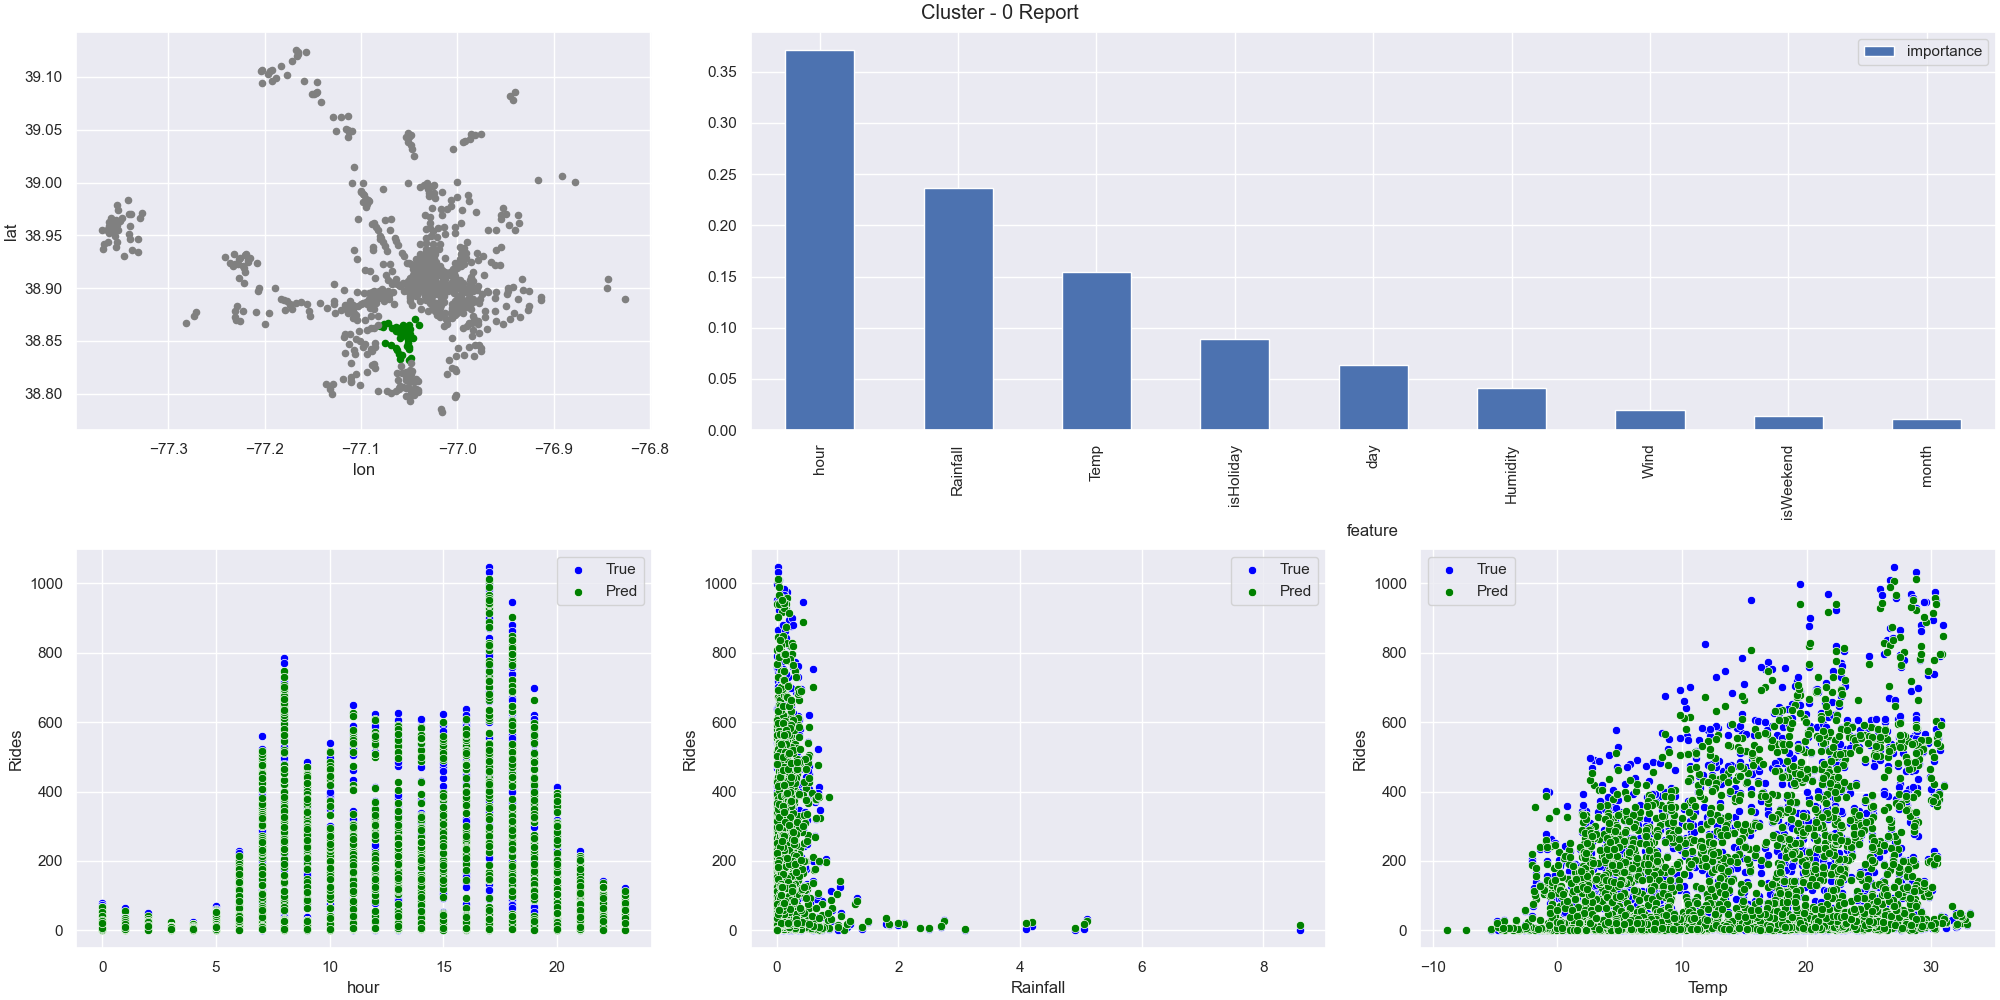 Cluster - 0 Report
39.10
39.05
39.00
38.95
38.90
38.85
38.80
lat
−77.3
−77.2
−77.1
−77.0
−76.9
−76.8
lon
importance
0.35
0.30
0.25
0.20
0.15
0.10
0.05
0.00
hour
Rainfall
Temp
isHoliday
day
Humidity
Wind
isWeekend
month
feature
True
Pred
1000
800
600
400
200
0
Rides
0
5
10
15
20
hour
True
Pred
1000
800
600
400
200
0
Rides
0
2
4
6
8
Rainfall
True
Pred
1000
800
600
400
200
0
Rides
−10
0
10
20
30
Temp